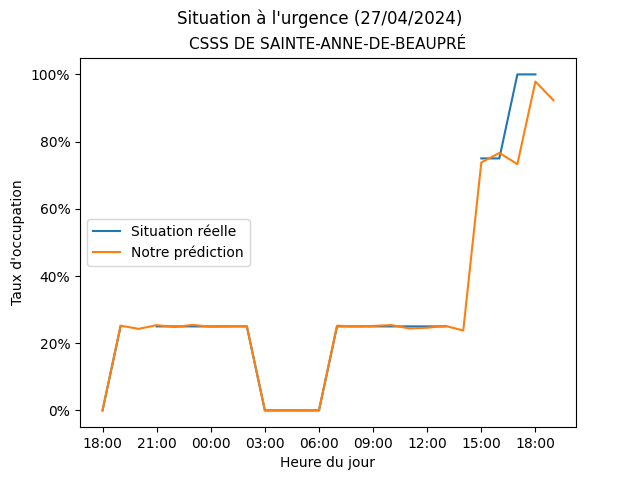 Situation à l'urgence (27/04/2024)
CSSS DE SAINTE-ANNE-DE-BEAUPRÉ
100%
80%
60%
40%
20%
0%
Taux d'occupation
Situation réelle
Notre prédiction
18:00 21:00 00:00 03:00 06:00 09:00 12:00 15:00 18:00
Heure du jour